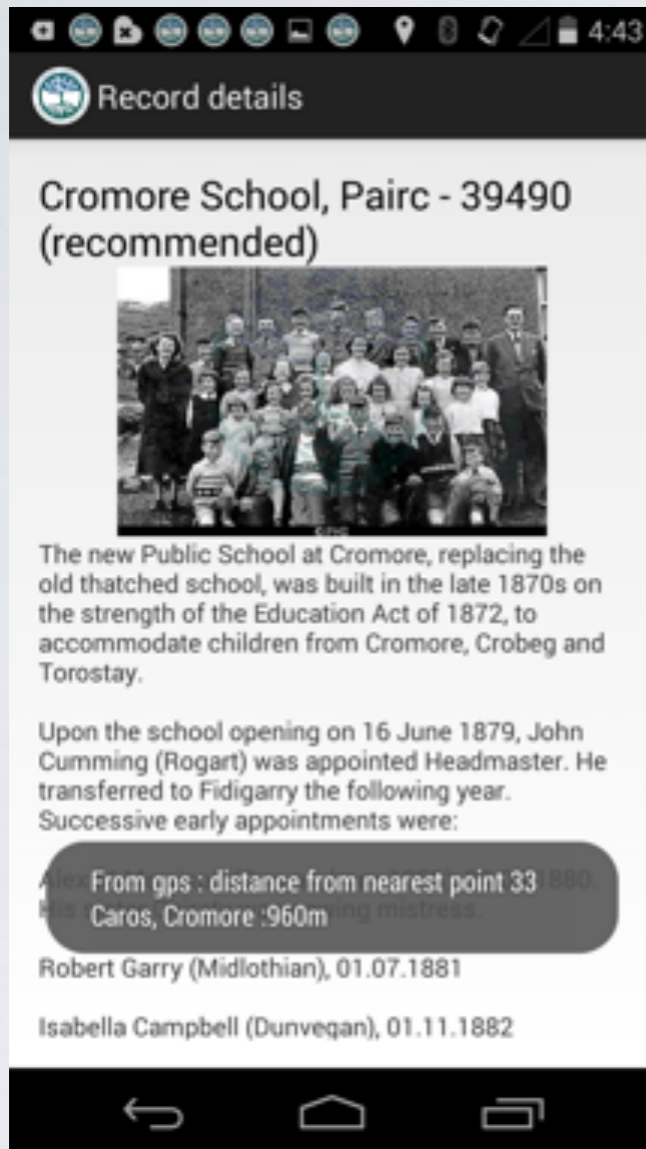 4:43
Record details
Cromore School, Pairc - 39490
(recommended)
The new Public School at Cromore, replacing the
old thatched school, was built in the late 1870s on
the strength of the Education Act of 1872, to
accommodate children from Cromore, Crobeg and
Torostay.
Upon the school opening on 16 June 1879, John
Cumming (Rogart) was appointed Headmaster. He
transferred to Fidigarry the following year.
Successive early appointments were:
1880.
From gps : distance from nearest point 33
His mistress.
Caros, Cromore :960m
Robert Garry (Midlothian), 01.07.1881
Isabella Campbell (Dunvegan), 01.11.1882